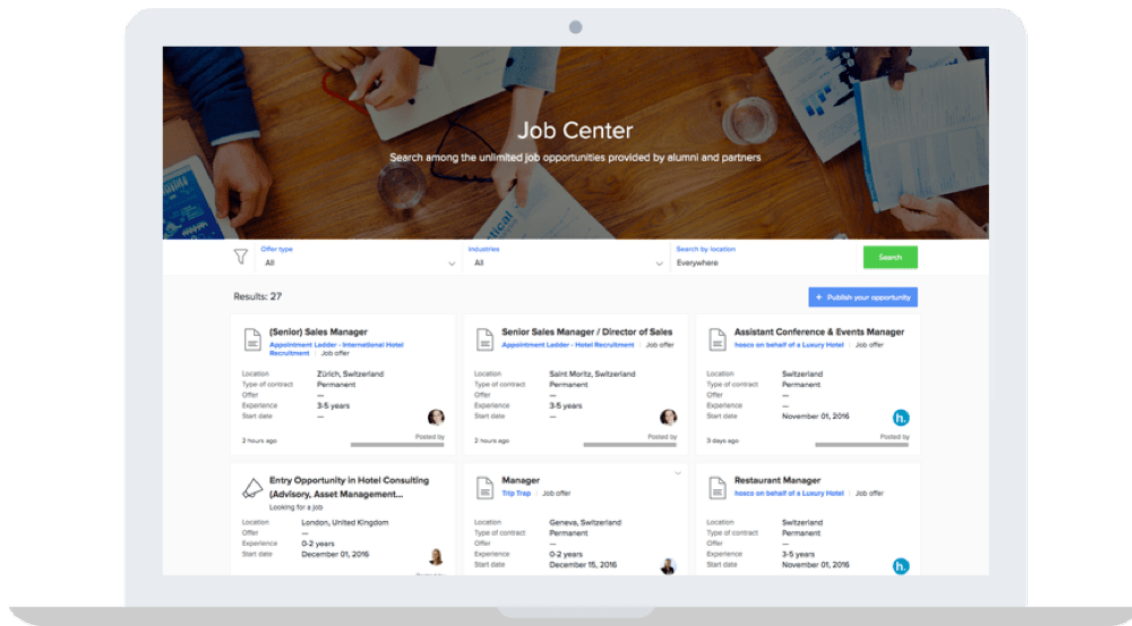 Job Center
Search among the unlimited job opportunities provided by alumni and partners
Offer type
All
Industries
All
Search by location
Everywhere
Search
Results: 27
+ Publish your opportunity
(Senior) Sales Manager
Appointment Ladder - International Hotel
Recruitment | Job offer
Location Zürich, Switzerland
Type of contract Permanent
Offer —
Experience 3-5 years
Start date —
2 hours ago
Posted by
Senior Sales Manager / Director of Sales
Appointment Ladder - Hotel Recruitment | Job offer
Location Saint Moritz, Switzerland
Type of contract Permanent
Offer —
Experience 3-5 years
Start date —
2 hours ago
Posted by
Assistant Conference & Events Manager
hosco on behalf of a Luxury Hotel | Job offer
Location Switzerland
Type of contract Permanent
Offer —
Experience —
Start date November 01, 2016
h.
3 days ago
Posted by
Entry Opportunity in Hotel Consulting
(Advisory, Asset Management...
Looking for a job
Location London, United Kingdom
Offer —
Experience 0-2 years
Start date December 01, 2016
Manager
Trip Trap | Job offer
Location Geneva, Switzerland
Type of contract Permanent
Offer —
Experience 0-2 years
Start date December 15, 2016
Restaurant Manager
hosco on behalf of a Luxury Hotel | Job offer
Location Switzerland
Type of contract Permanent
Offer —
Experience 3-5 years
Start date November 01, 2016
h.